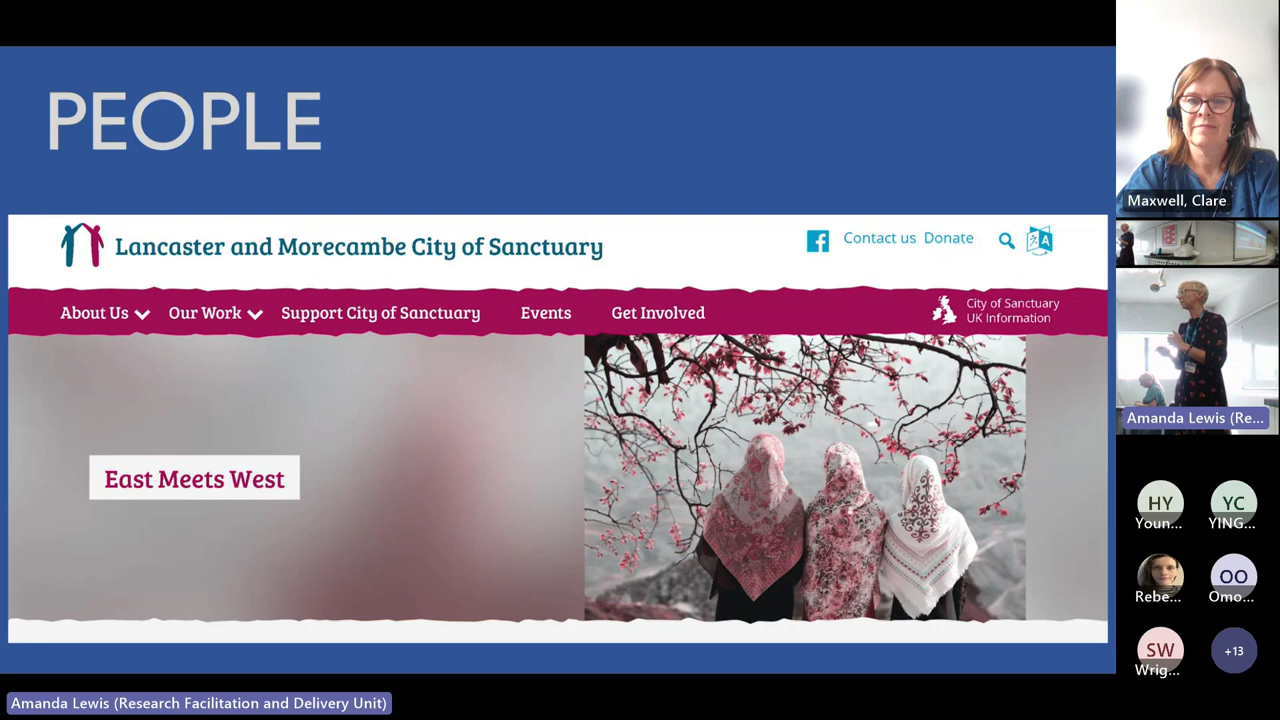 PEOPLE
Lancaster and Morecambe City of Sanctuary
Contact us Donate
About Us
Our Work
Support City of Sanctuary
Events
Get Involved
City of Sanctuary
UK Information
East Meets West
Maxwell, Clare
Amanda Lewis (Re...
HY
Youn...
YC
YING...
Rebe...
OO
Omo...
SW
Wrig...
+13
Amanda Lewis (Research Facilitation and Delivery Unit)